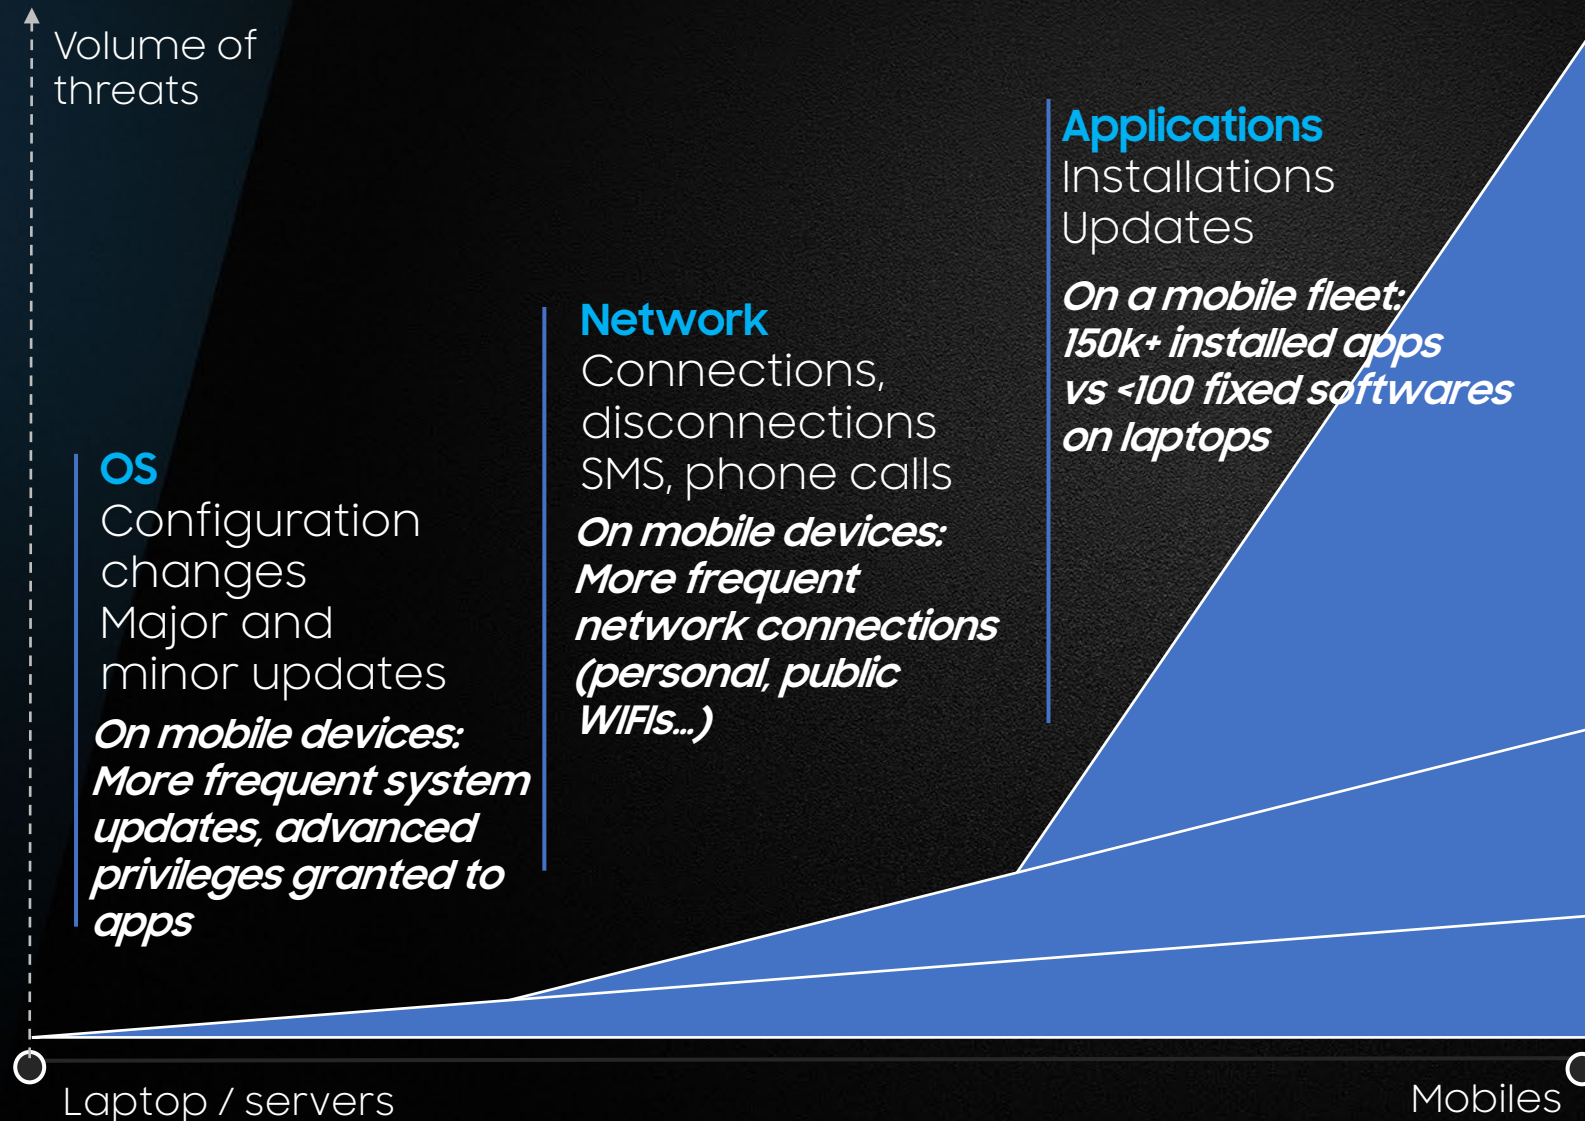 Volume of
threats
OS
Configuration
changes
Major and
minor updates
On mobile devices:
More frequent system
updates, advanced
privileges granted to
apps
Network
Connections,
disconnections
SMS, phone calls
On mobile devices:
More frequent
network connections
(personal, public
WIFIs...)
Applications
Installations
Updates
On a mobile fleet:
150k+ installed apps
vs <100 fixed softwares
on laptops
Laptop / servers
Mobiles